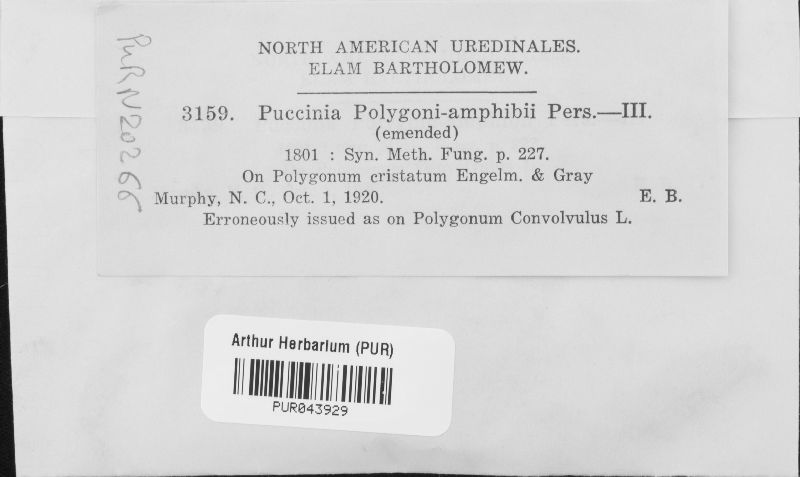 NORTH AMERICAN UREDINALES.
ELAM BARTHOLOMEW.
3159. Puccinia Polygoni-amphibii Pers.—III.
(emended)
1801 : Syn. Meth. Fung. p. 227.
On Polygonum cristatum Engelm. & Gray
Murphy, N. C., Oct. 1, 1920. E. B.
Erroneously issued as on Polygonum Convolvulus L.
PUR N20266
Arthur Herbarium (PUR)
PUR043929